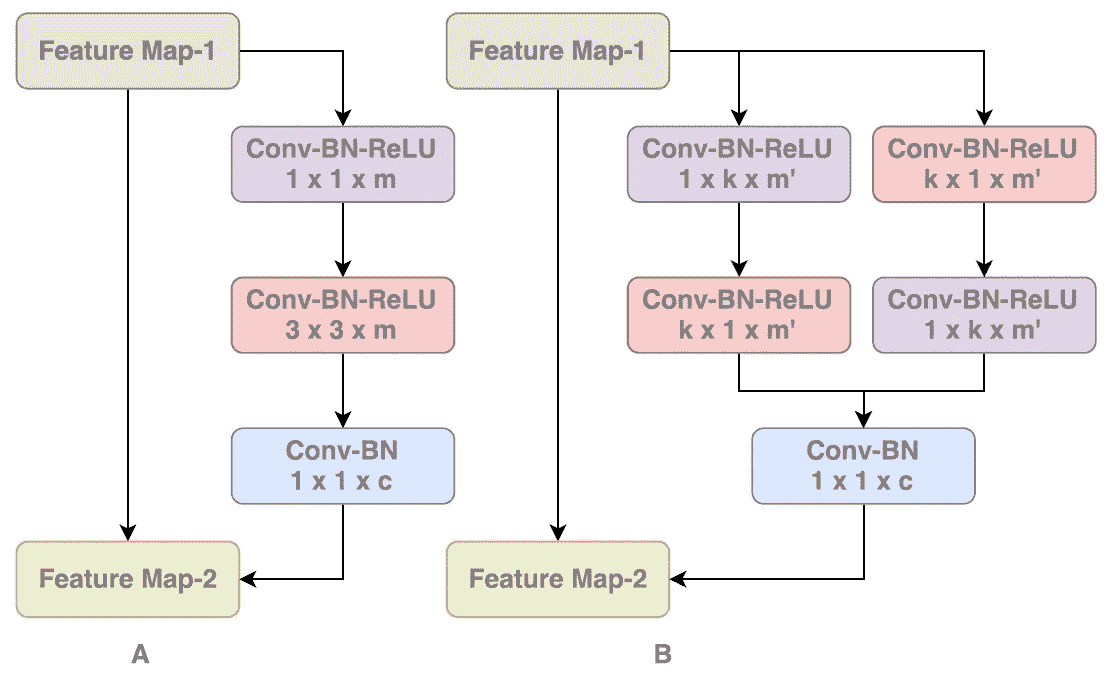 Feature Map-1
Conv-BN-ReLU
1 x 1 x m
Conv-BN-ReLU
3 x 3 x m
Conv-BN
1 x 1 x c
Feature Map-2
A
Feature Map-1
Conv-BN-ReLU
1 x k x m'
Conv-BN-ReLU
k x 1 x m'
Conv-BN-ReLU
k x 1 x m'
Conv-BN-ReLU
1 x k x m'
Conv-BN
1 x 1 x c
Feature Map-2
B